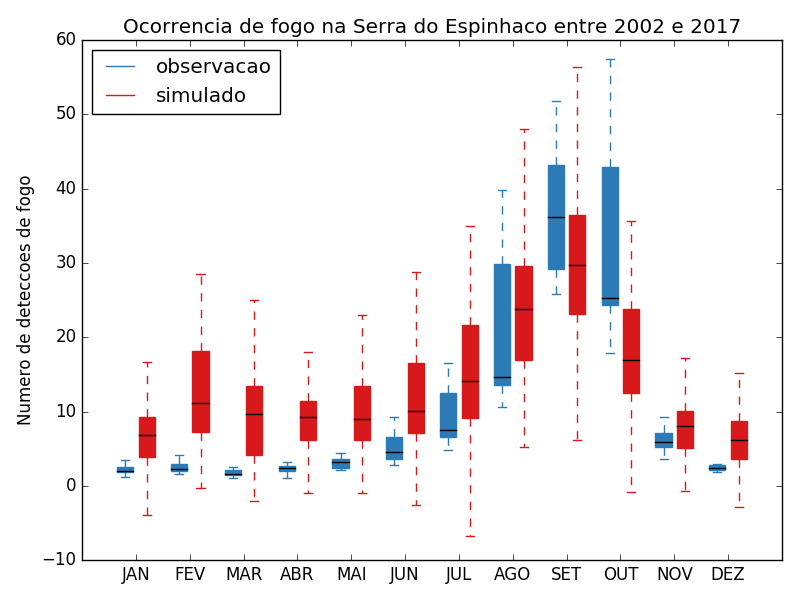 Ocorrencia de fogo na Serra do Espinhaco entre 2002 e 2017
observacao
simulado
Numero de deteccoes de fogo
60
50
40
30
20
10
0
−10
JAN FEV MAR ABR MAI JUN JUL AGO SET OUT NOV DEZ